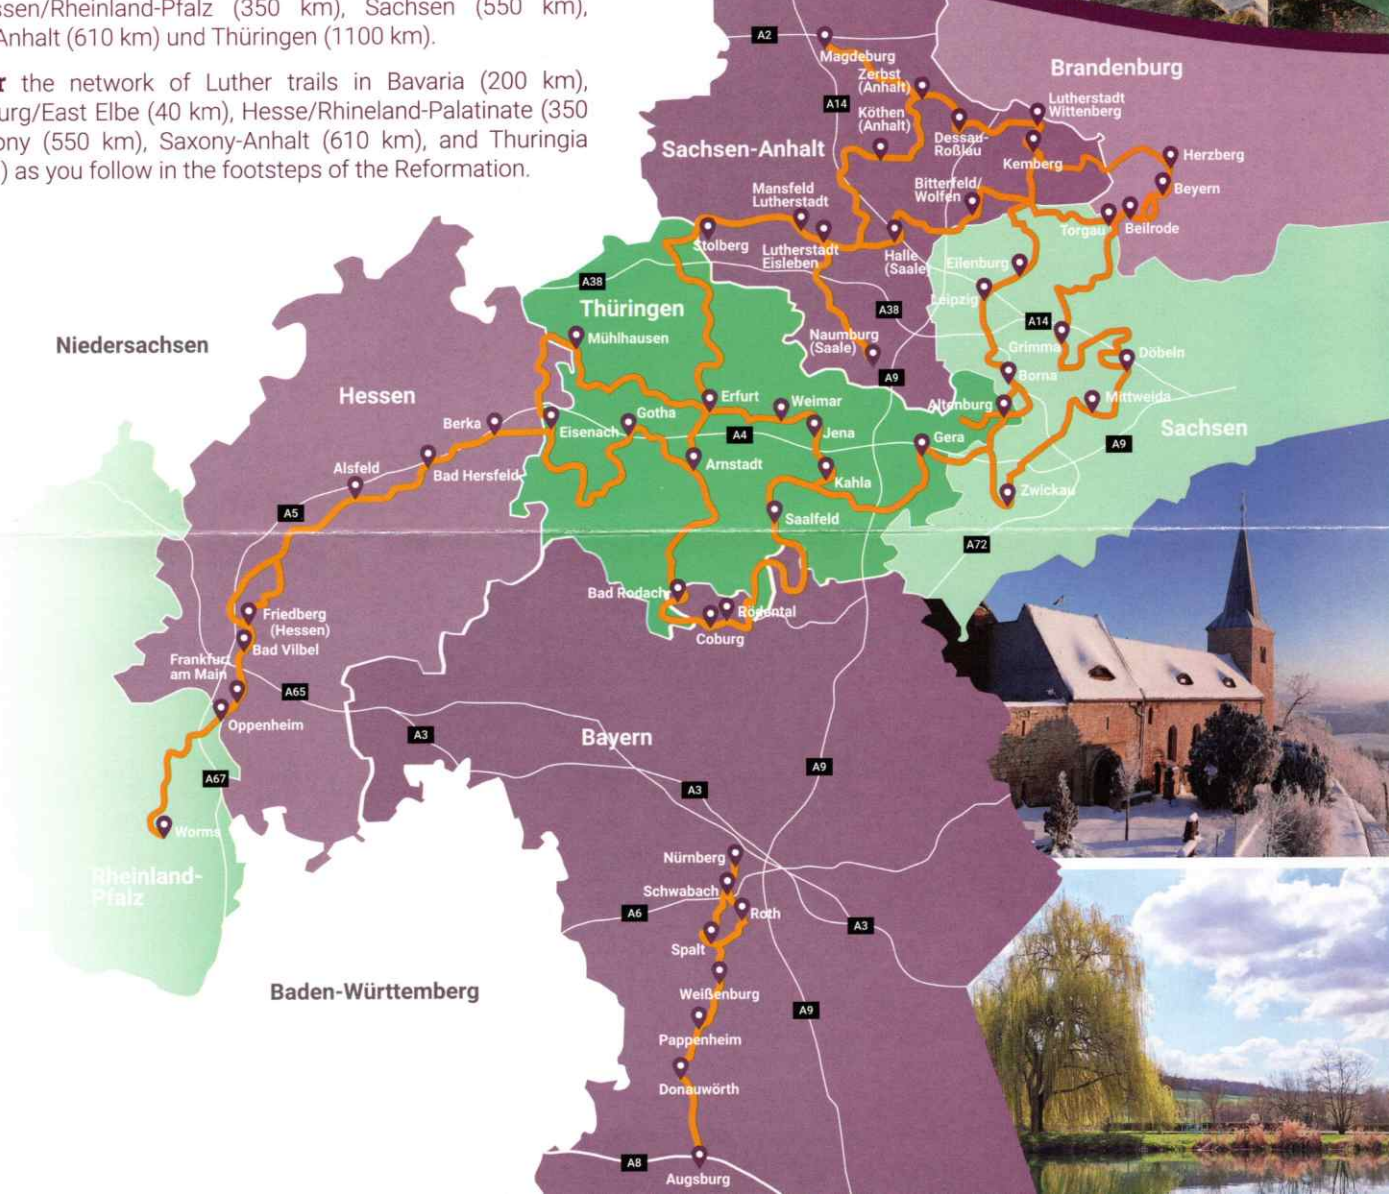 ssen/Rheinland-Pfalz (350 km), Sachsen (550 km),
Anhalt (610 km) und Thüringen (1100 km).
r the network of Luther trails in Bavaria (200 km),
urg/East Elbe (40 km), Hesse/Rhineland-Palatinate (350
ony (550 km), Saxony-Anhalt (610 km), and Thuringia
) as you follow in the footsteps of the Reformation.
A2
Magdeburg
Brandenburg
Zerbst
(Anhalt)
A14
Lutherstadt
Wittenberg
Köthen
(Anhalt)
Dessau-
Roßlau
Sachsen-Anhalt
Kemberg
Herzberg
Mansfeld
Lutherstadt
Bitterfeld/
Wolfen
Beyern
Stolberg
Lutherstadt
Eisleben
Halle
(Saale)
Torgau
Beilrode
Eilenburg
A38
Leipzig
Thüringen
A38
A14
Niedersachsen
Mühlhausen
Naumburg
(Saale)
Grimma
Döbeln
A9
Borna
Hessen
Erfurt
Weimar
Altenburg
Mittweida
Berka
Gotha
Eisenach
A4
Jena
Gera
A9
Sachsen
Alsfeld
Bad Hersfeld
Arnstadt
Kahla
Zwickau
A5
Saalfeld
A72
Bad Rodach
Rödental
Coburg
Friedberg
(Hessen)
Bad Vilbel
Frankfurt
am Main
A65
Oppenheim
A3
Bayern
A9
A67
A3
Worms
Rheinland-
Pfalz
Nürnberg
Schwabach
A6
Roth
A3
Spalt
Baden-Württemberg
Weißenburg
A9
Pappenheim
Donauwörth
A8
Augsburg